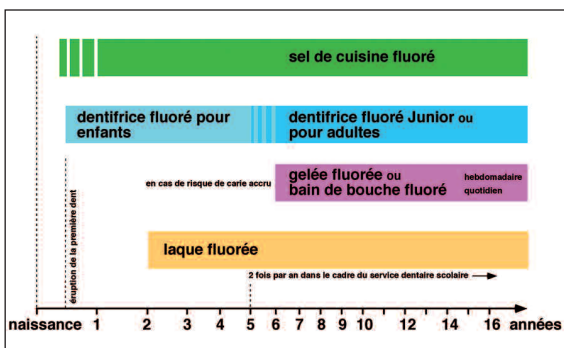 sel de cuisine fluoré
dentifrice fluoré pour
enfants
dentifrice fluoré Junior ou
pour adultes
en cas de risque de carie accru
gelée fluorée ou
bain de bouche fluoré
hebdomadaire
quotidien
éruption de la première dent
laque fluorée
2 fois par an dans le cadre du service dentaire scolaire
naissance 1 2 3 4 5 6 7 8 9 10 12 14 16 années